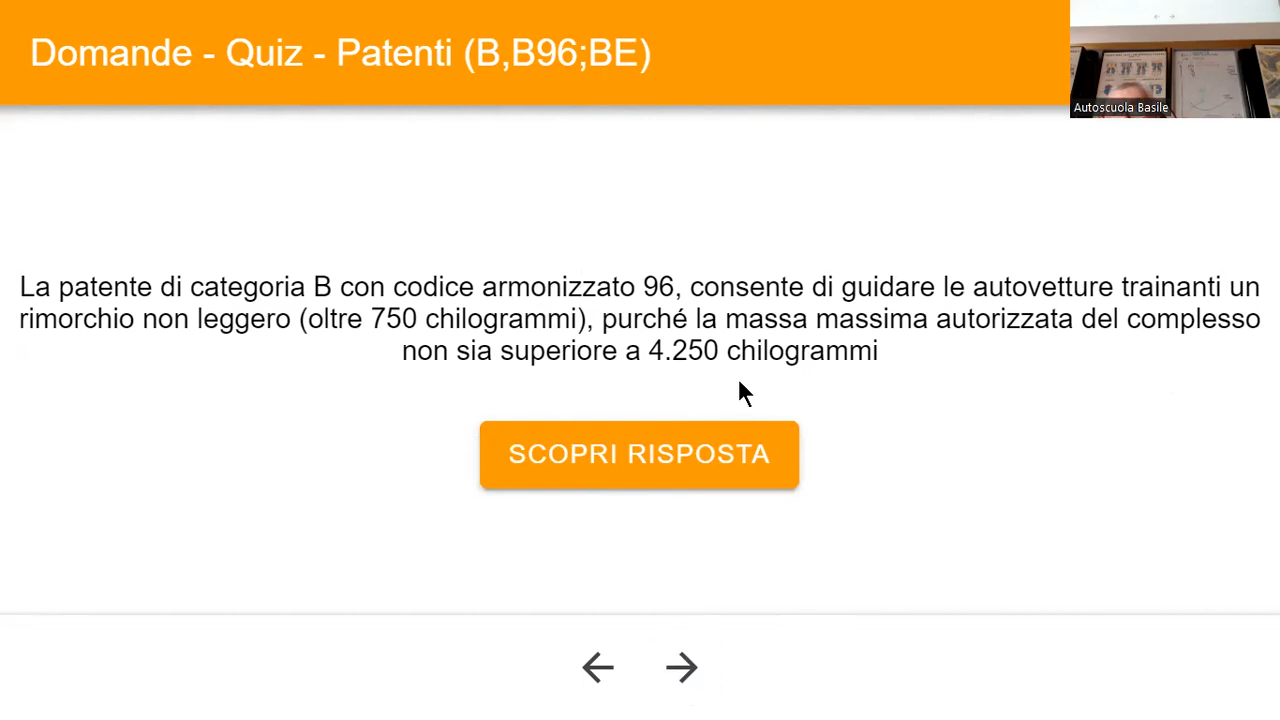 Domande - Quiz - Patenti (B,B96;BE)
Autoscuola Basile
La patente di categoria B con codice armonizzato 96, consente di guidare le autovetture trainanti un
rimorchio non leggero (oltre 750 chilogrammi), purché la massa massima autorizzata del complesso
non sia superiore a 4.250 chilogrammi
SCOPRI RISPOSTA